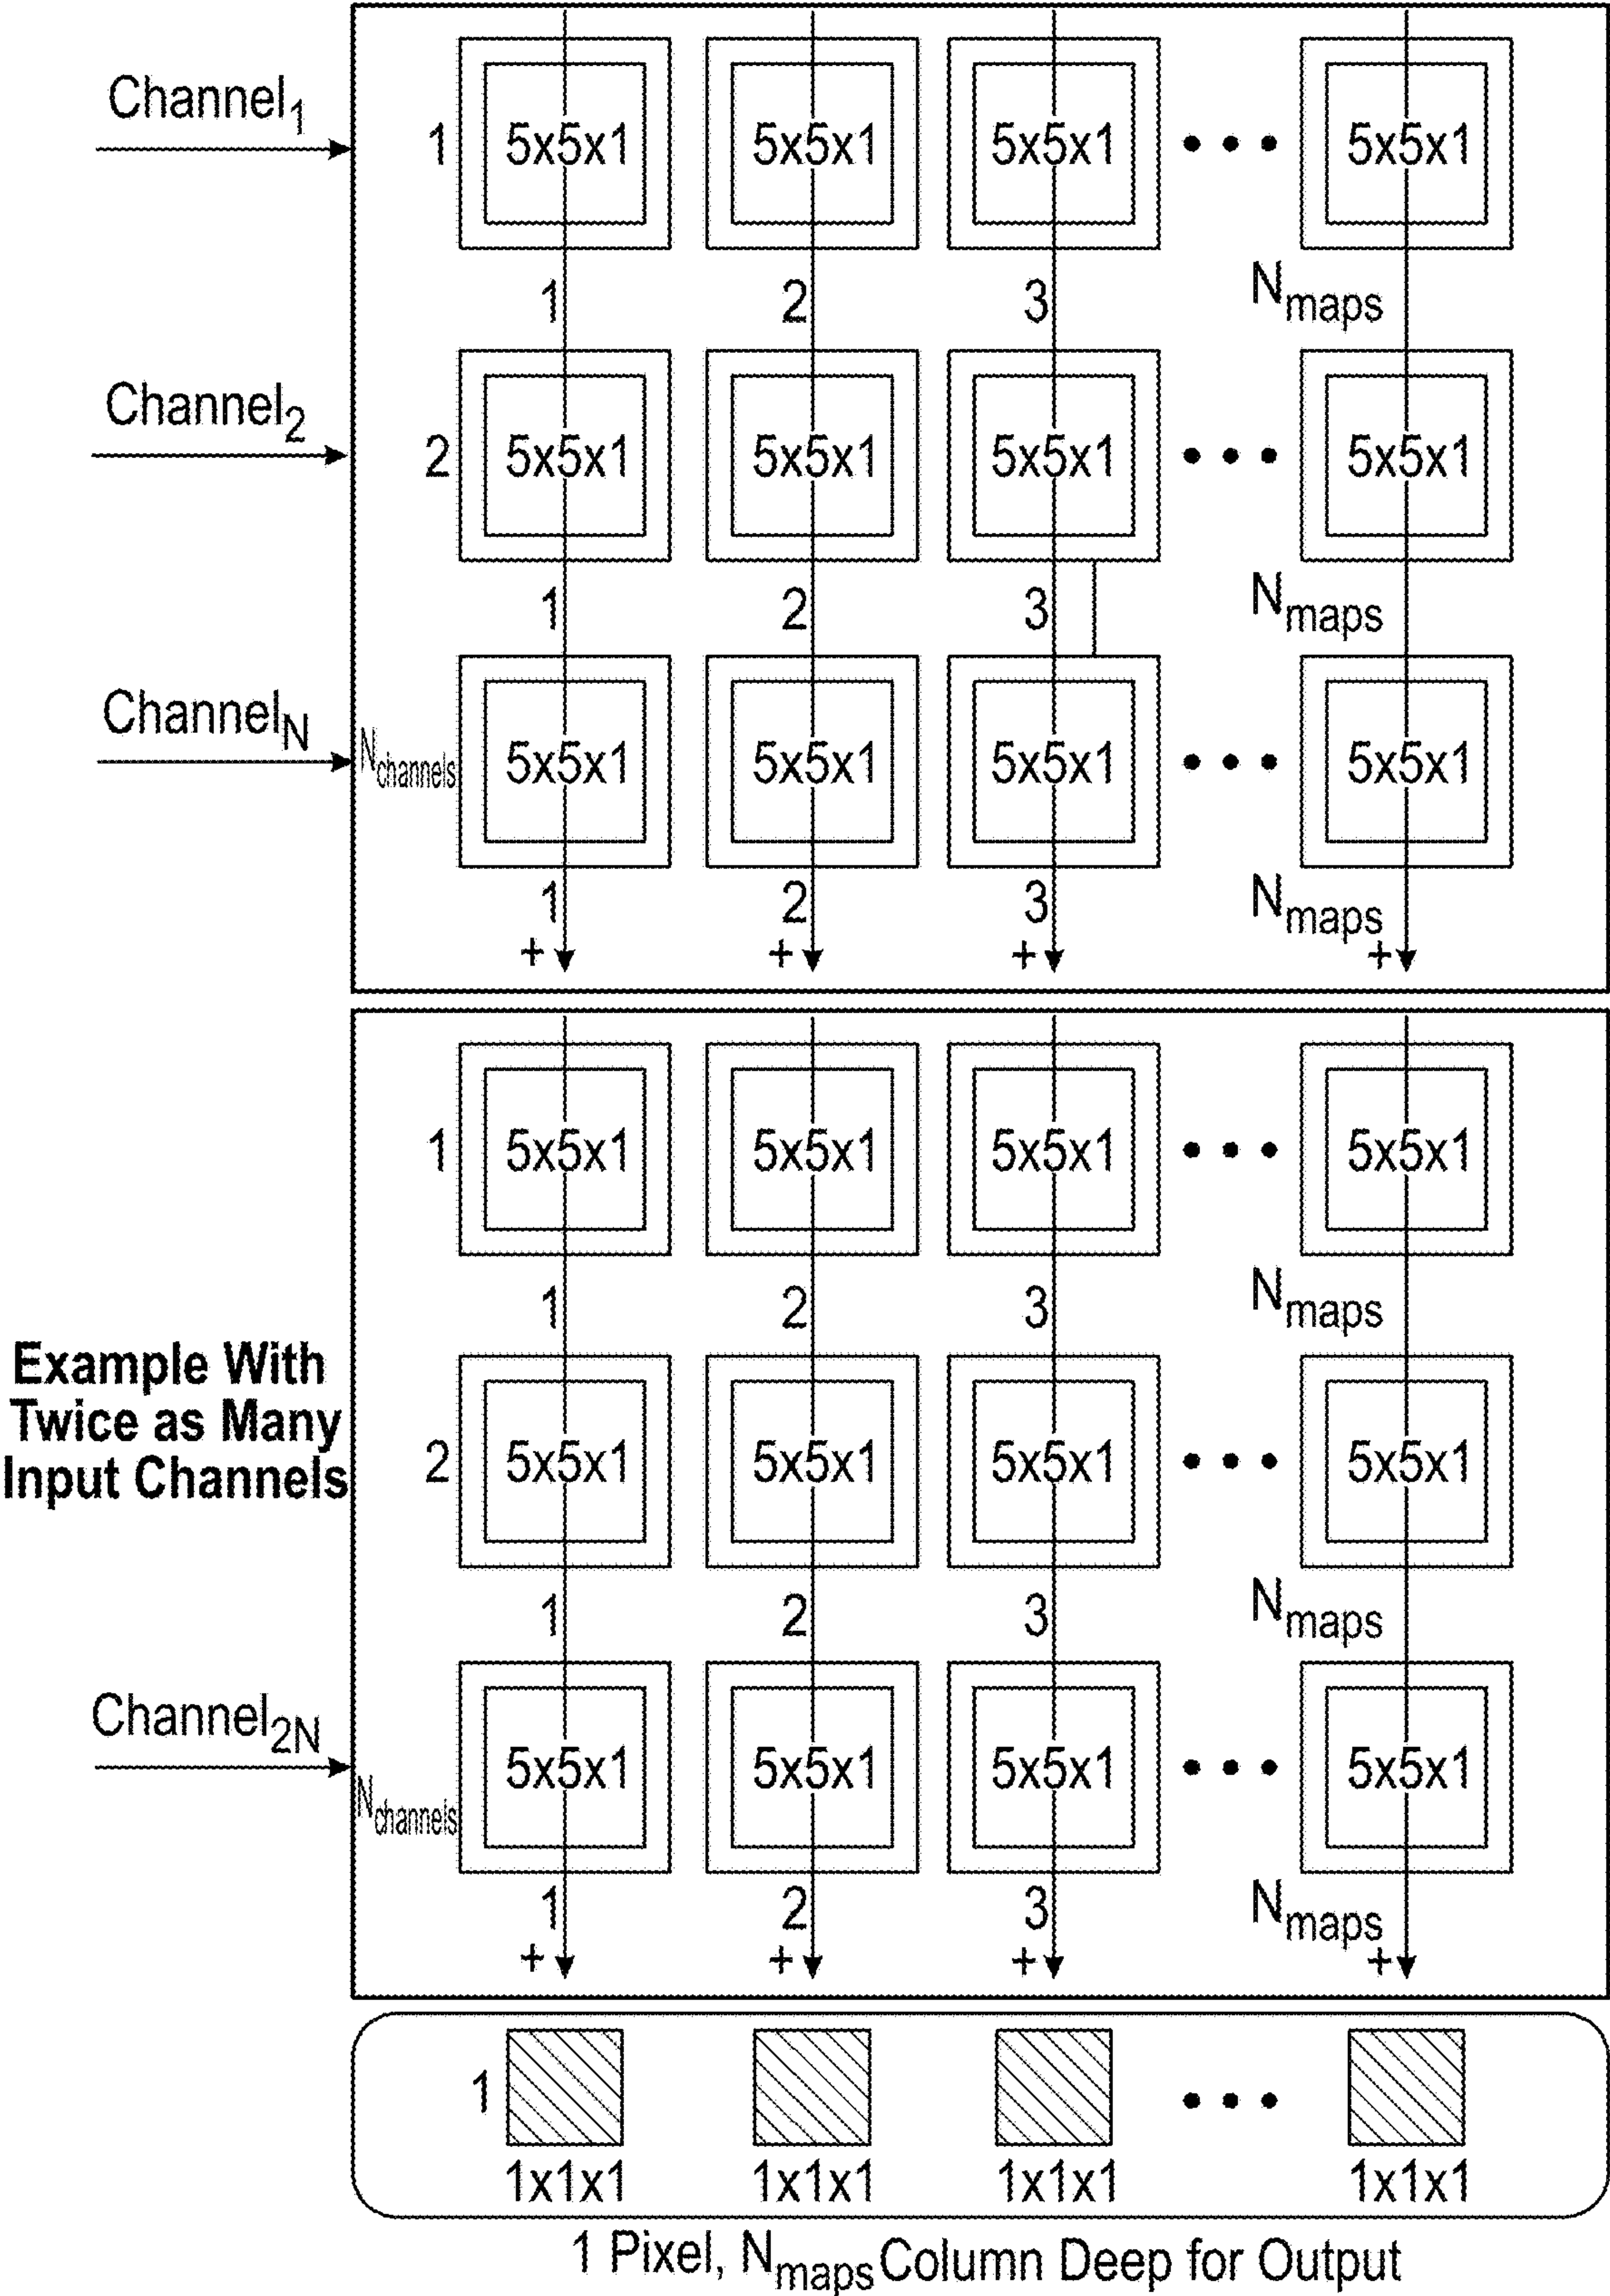 Channel1
1 5x5x1 5x5x1 5x5x1 • • • 5x5x1
1 2 3 Nmaps
Channel2
2 5x5x1 5x5x1 5x5x1 • • • 5x5x1
1 2 3 Nmaps
ChannelN
Nchannels 5x5x1 5x5x1 5x5x1 • • • 5x5x1
1 2 3 Nmaps
+ + + +
1 5x5x1 5x5x1 5x5x1 • • • 5x5x1
1 2 3 Nmaps
Example With
Twice as Many
Input Channels
2 5x5x1 5x5x1 5x5x1 • • • 5x5x1
1 2 3 Nmaps
Channel2N
Nchannels 5x5x1 5x5x1 5x5x1 • • • 5x5x1
1 2 3 Nmaps
+ + + +
1 • • •
1x1x1 1x1x1 1x1x1 1x1x1
1 Pixel, Nmaps Column Deep for Output